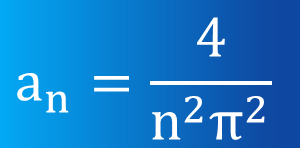 aₙ = 4 / n²π²